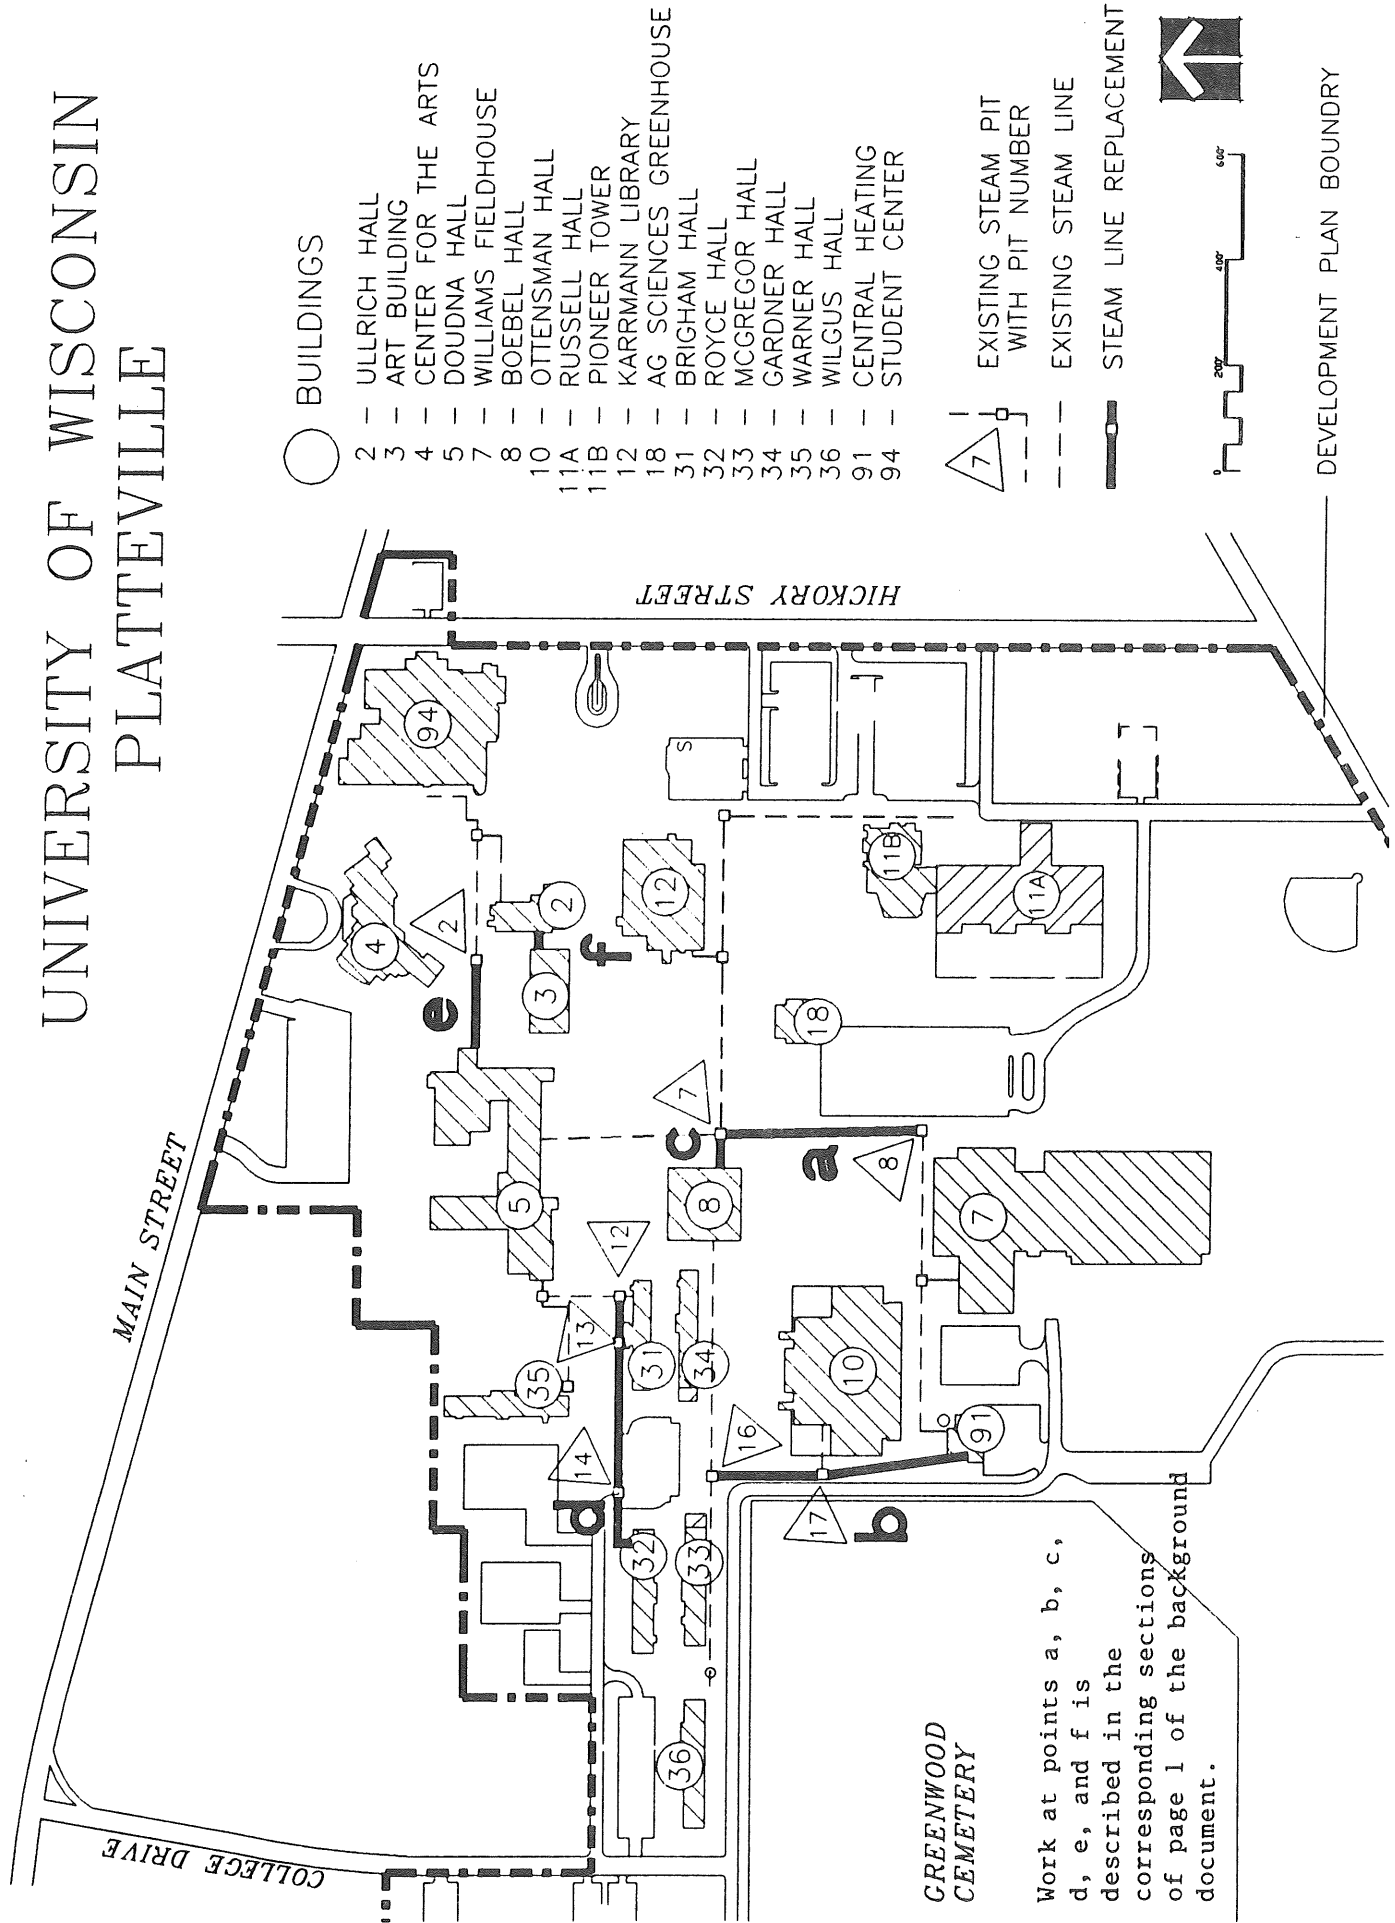 UNIVERSITY OF WISCONSIN
PLATTEVILLE
BUILDINGS
2 - ULLRICH HALL
3 - ART BUILDING
4 - CENTER FOR THE ARTS
5 - DOUDNA HALL
7 - WILLIAMS FIELDHOUSE
8 - BOEBEL HALL
10 - OTTENSMAN HALL
11A - RUSSELL HALL
11B - PIONEER TOWER
12 - KARRMANN LIBRARY
18 - AG SCIENCES GREENHOUSE
31 - BRIGHAM HALL
32 - ROYCE HALL
33 - MCGREGOR HALL
34 - GARDNER HALL
35 - WARNER HALL
36 - WILGUS HALL
91 - CENTRAL HEATING
94 - STUDENT CENTER
7
EXISTING STEAM PIT
WITH PIT NUMBER
EXISTING STEAM LINE
STEAM LINE REPLACEMENT
0
200'
400'
600'
DEVELOPMENT PLAN BOUNDRY
MAIN STREET
COLLEGE DRIVE
HICKORY STREET
94
4
2
e
2
3
f
12
S
5
35
13
12
14
d
31
34
32
33
36
c
7
8
a
8
18
11B
11A
7
10
16
17
b
91
GREENWOOD
CEMETERY
Work at points a, b, c,
d, e, and f is
described in the
corresponding sections
of page 1 of the background
document.